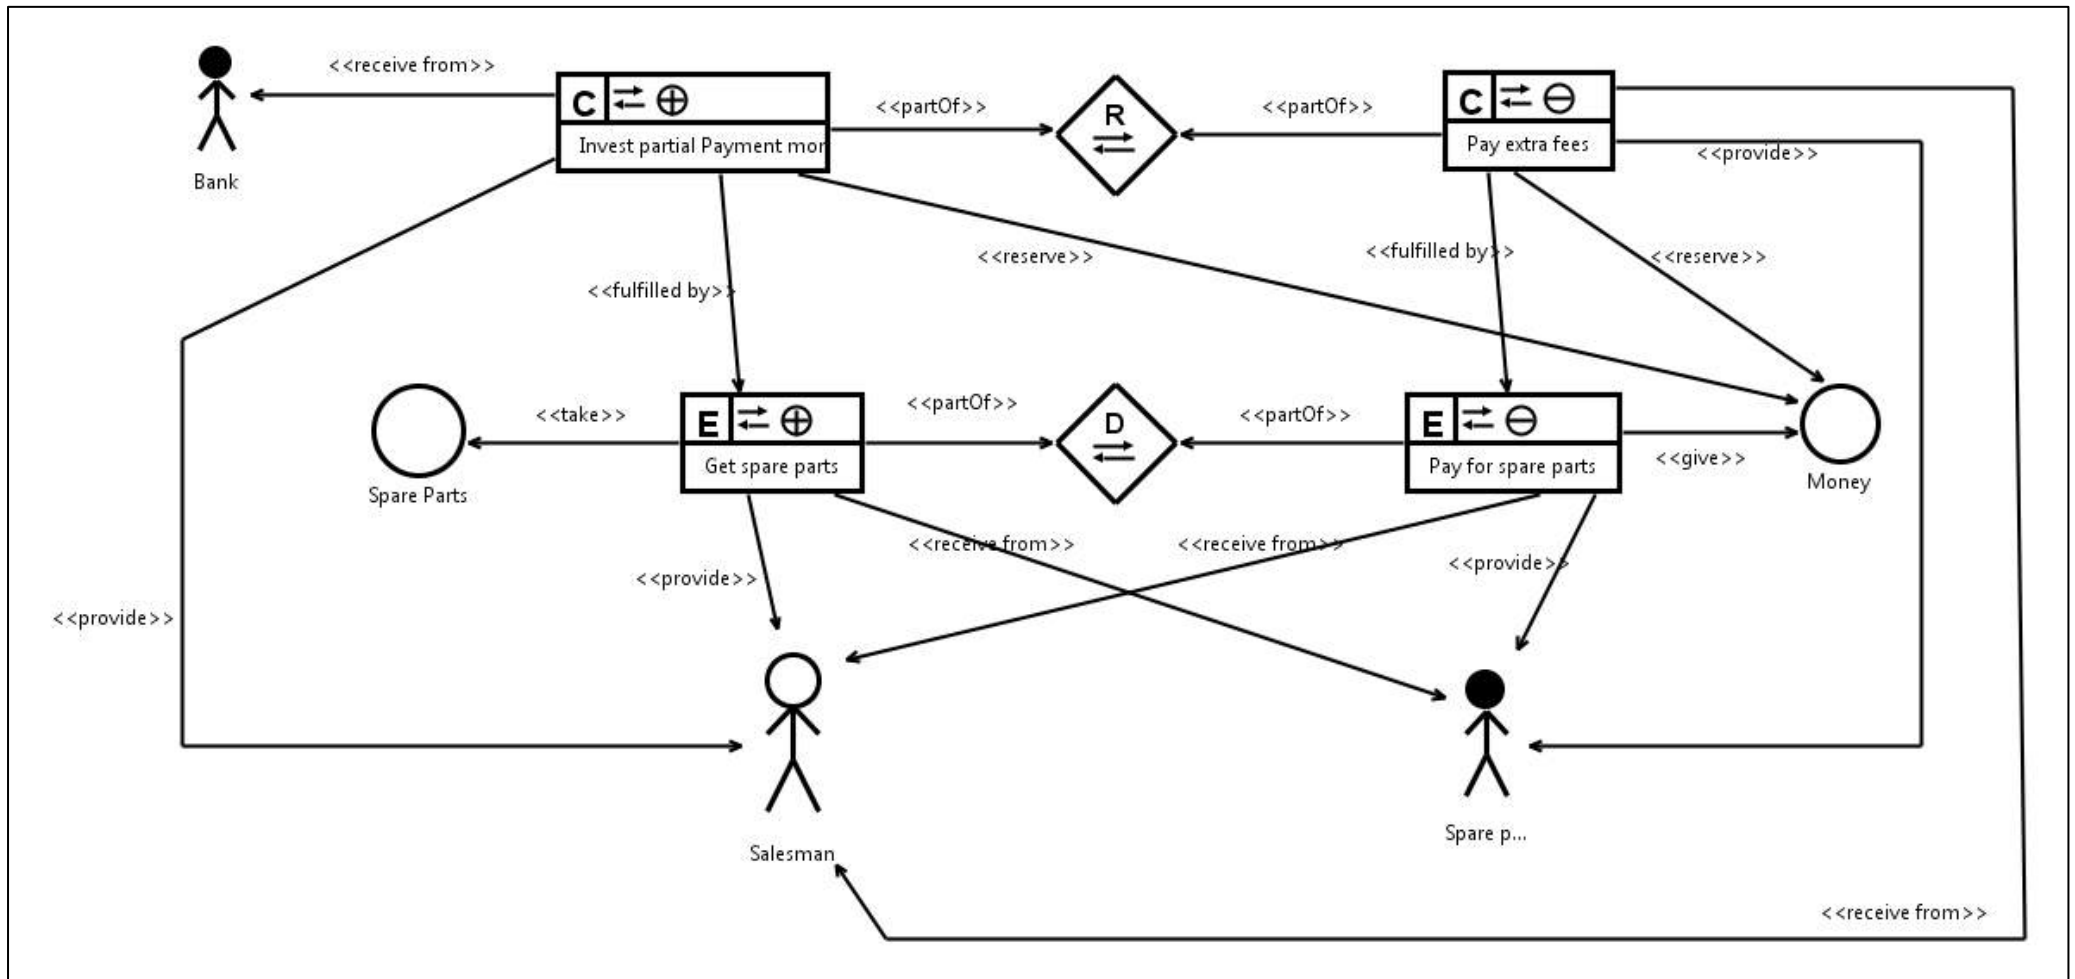 <<receive from>>
C
Invest partial Payment mor
<<partOf>>
R
<<partOf>>
C
Pay extra fees
<<provide>>
Bank
<<reserve>>
<<fulfilled by>>
<<reserve>>
<<fulfilled by>>
<<take>>
E
Get spare parts
<<partOf>>
D
<<partOf>>
E
Pay for spare parts
<<give>>
Spare Parts
Money
<<receive from>>
<<receive from>>
<<provide>>
<<provide>>
<<provide>>
Spare p...
Salesman
<<receive from>>